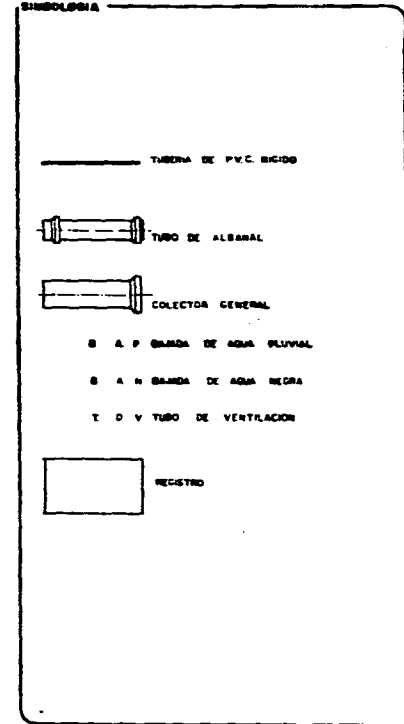 SIMBOLOGIA
TUBERIA DE P.V.C. RIGIDO
TUBO DE ALBANAL
COLECTOR GENERAL
B A P BAJADA DE AGUA PLUVIAL
B A N BAJADA DE AGUA NEGRA
T D V TUBO DE VENTILACION
REGISTRO